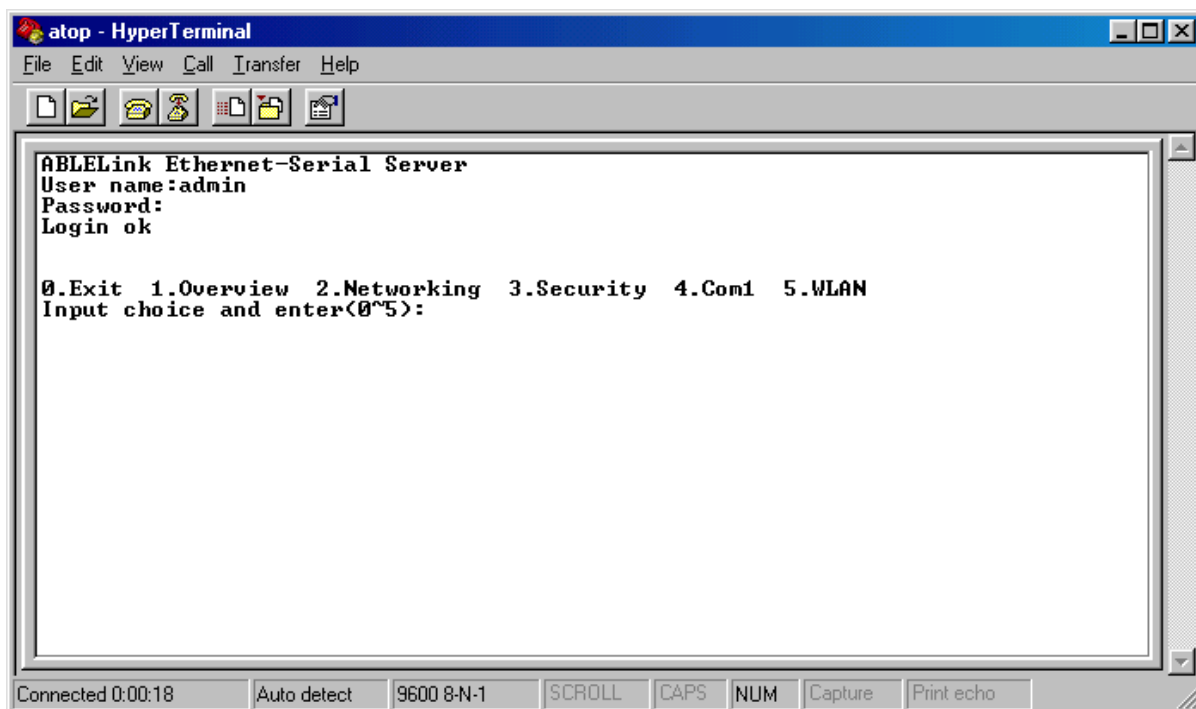 atop - HyperTerminal
File Edit View Call Transfer Help
ABLELink Ethernet-Serial Server
User name:admin
Password:
Login ok
0.Exit 1.Overview 2.Networking 3.Security 4.Com1 5.WLAN
Input choice and enter(0~5):
Connected 0:00:18 Auto detect 9600 8-N-1 SCROLL CAPS NUM Capture Print echo